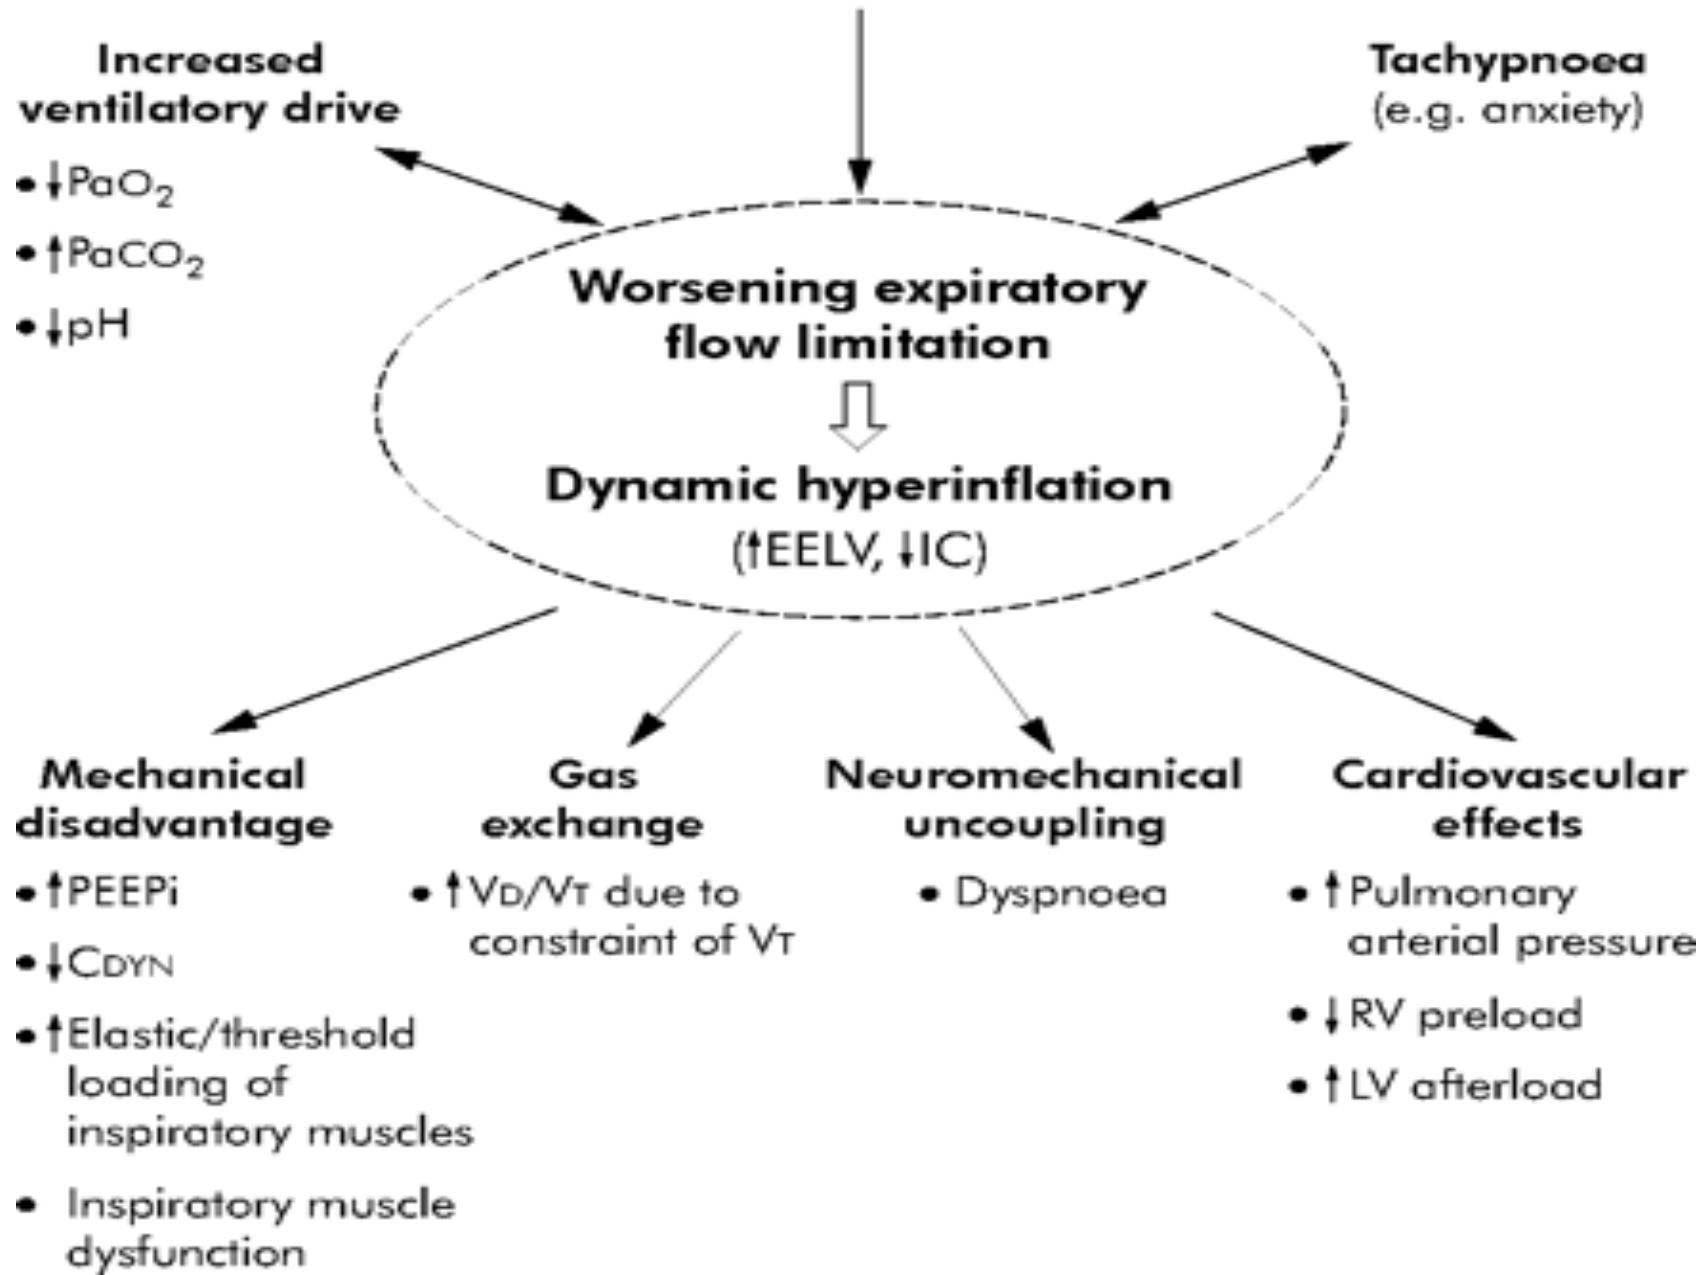 Increased
ventilatory drive
• ↓PaO₂
• ↑PaCO₂
• ↓pH
Tachypnoea
(e.g. anxiety)
Worsening expiratory
flow limitation
Dynamic hyperinflation
(↑EELV, ↓IC)
Mechanical
disadvantage
• ↑PEEPi
• ↓CDYN
• ↑Elastic/threshold
loading of
inspiratory muscles
• Inspiratory muscle
dysfunction
Gas
exchange
• ↑VD/VT due to
constraint of VT
Neuromechanical
uncoupling
• Dyspnoea
Cardiovascular
effects
• ↑Pulmonary
arterial pressure
• ↓RV preload
• ↑LV afterload